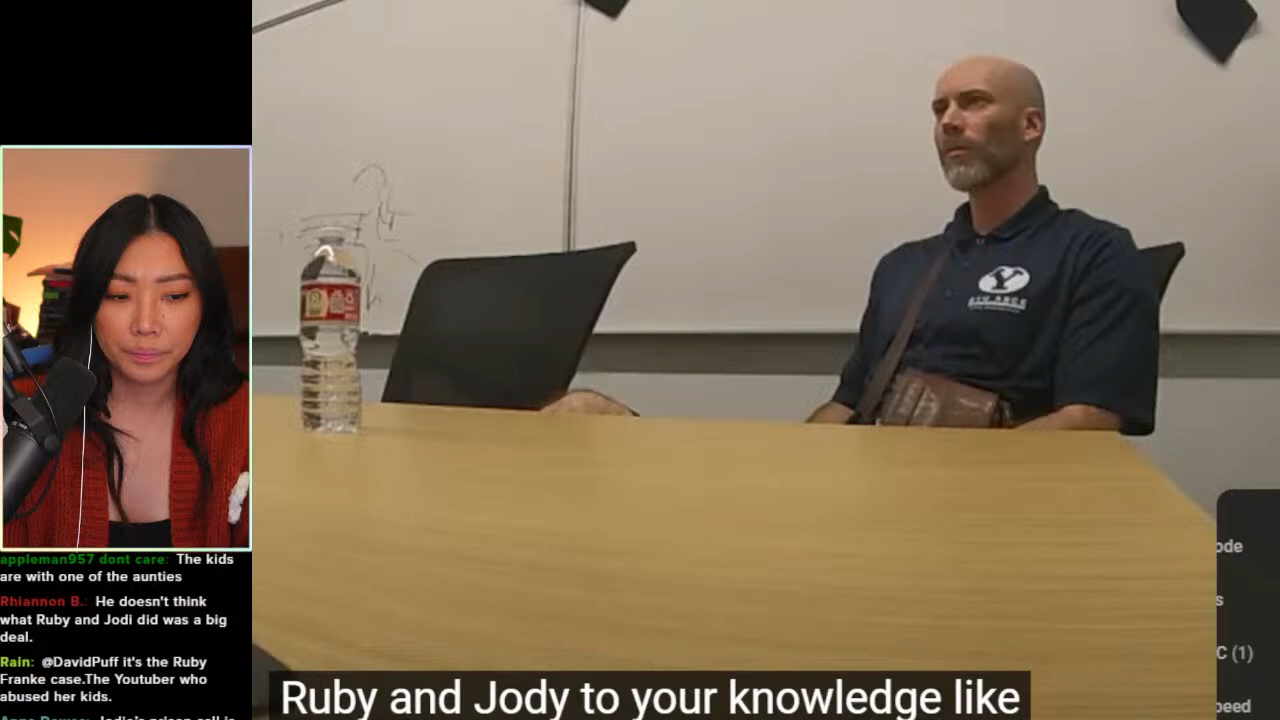 appleman957 dont care: The kids
are with one of the aunties
Rhiannon B.: He doesn't think
what Ruby and Jodi did was a big
deal.
Rain: @DavidPuff it's the Ruby
Franke case.The Youtuber who
abused her kids.
Y
Ruby and Jody to your knowledge like
ode
s
C (1)
peed